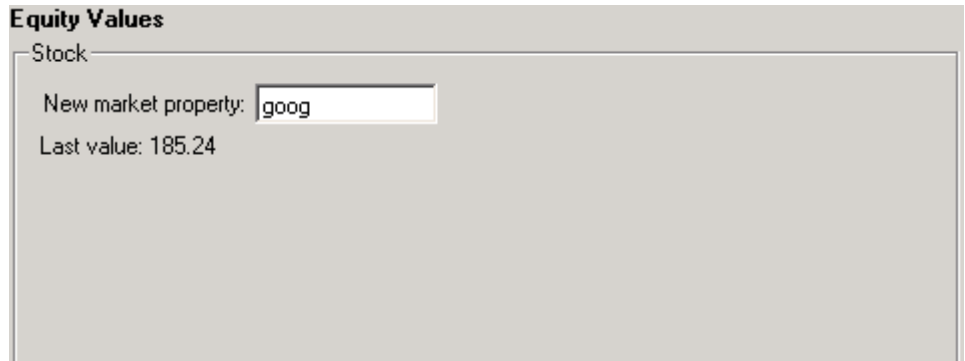 Equity Values
Stock
New market property: goog
Last value: 185.24